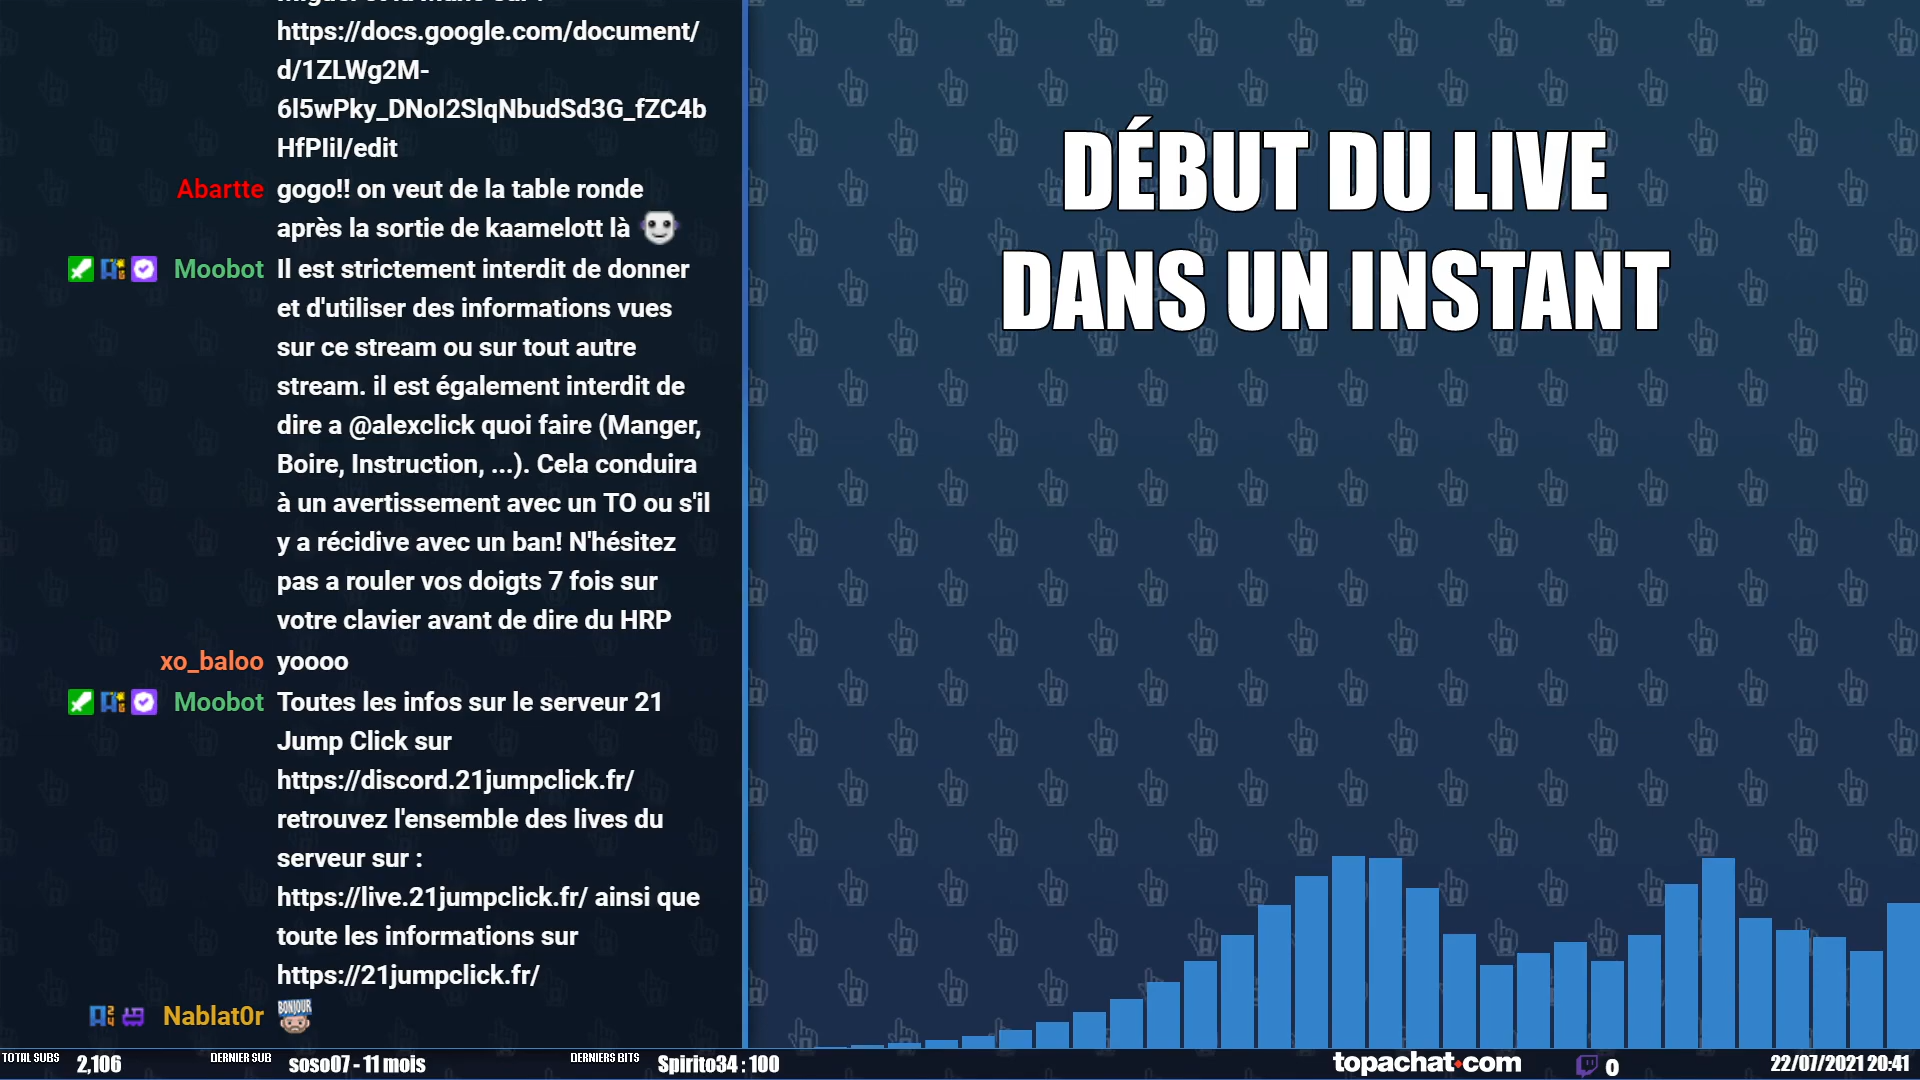 https://docs.google.com/document/
d/1ZLWg2M-
6l5wPky_DNoI2SlqNbudSd3G_fZC4b
HfPIiI/edit
Abartte gogo!! on veut de la table ronde
après la sortie de kaamelott là
Moobot Il est strictement interdit de donner
et d'utiliser des informations vues
sur ce stream ou sur tout autre
stream. il est également interdit de
dire a @alexclick quoi faire (Manger,
Boire, Instruction, ...). Cela conduira
à un avertissement avec un TO ou s'il
y a récidive avec un ban! N'hésitez
pas a rouler vos doigts 7 fois sur
votre clavier avant de dire du HRP
xo_baloo yoooo
Moobot Toutes les infos sur le serveur 21
Jump Click sur
https://discord.21jumpclick.fr/
retrouvez l'ensemble des lives du
serveur sur :
https://live.21jumpclick.fr/ ainsi que
toute les informations sur
https://21jumpclick.fr/
Nablat0r BONJOUR
DÉBUT DU LIVE
DANS UN INSTANT
TOTAL SUBS 2,106 DERNIER SUB soso07 - 11 mois DERNIERS BITS Spirito34 : 100 topachat.com 0 22/07/2021 20:41